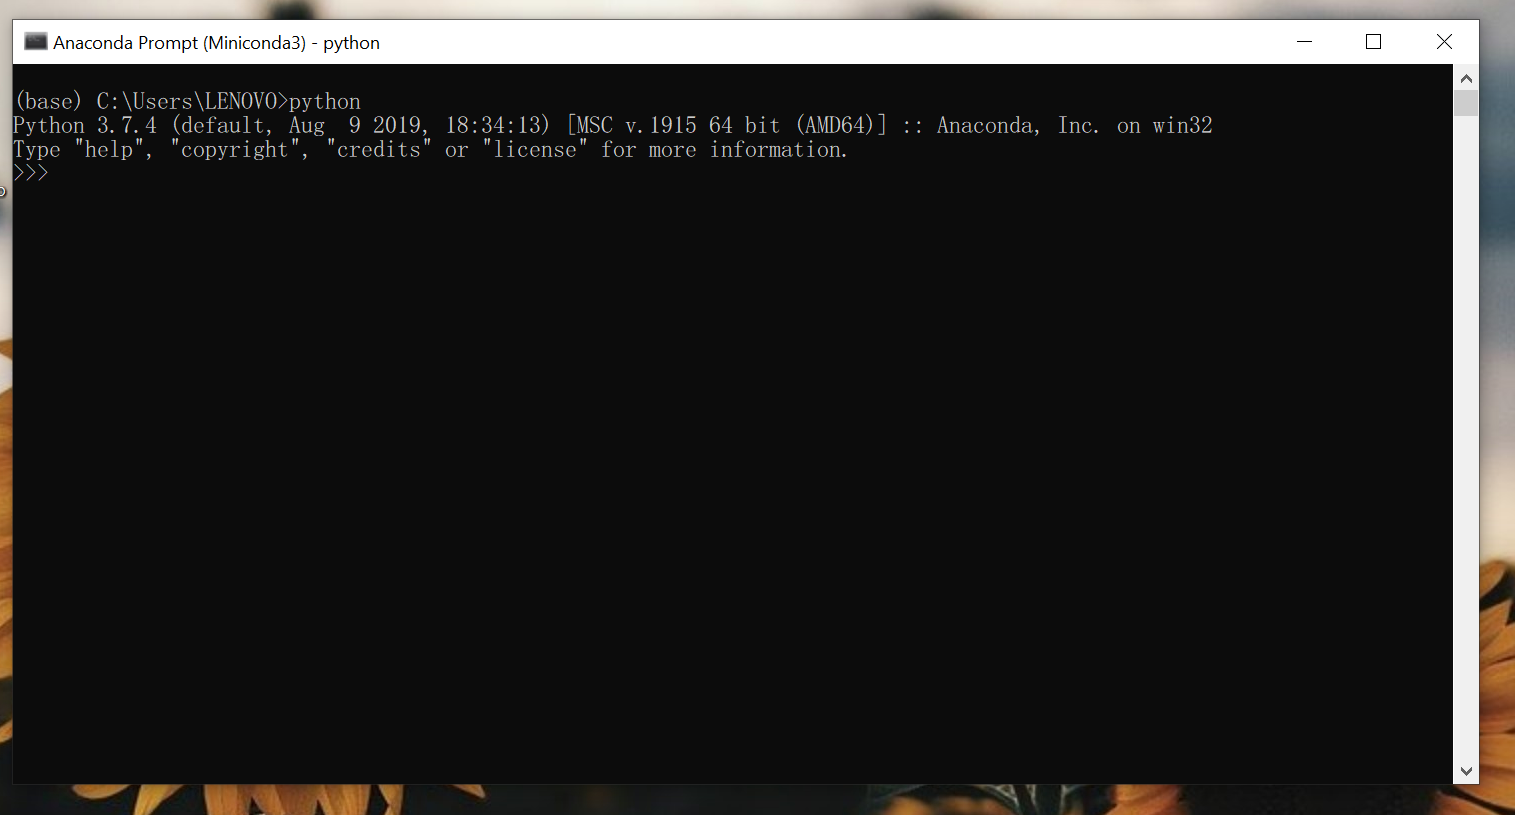 Anaconda Prompt (Miniconda3) - python
(base) C:\Users\LENOVO>python
Python 3.7.4 (default, Aug  9 2019, 18:34:13) [MSC v.1915 64 bit (AMD64)] :: Anaconda, Inc. on win32
Type "help", "copyright", "credits" or "license" for more information.
>>>